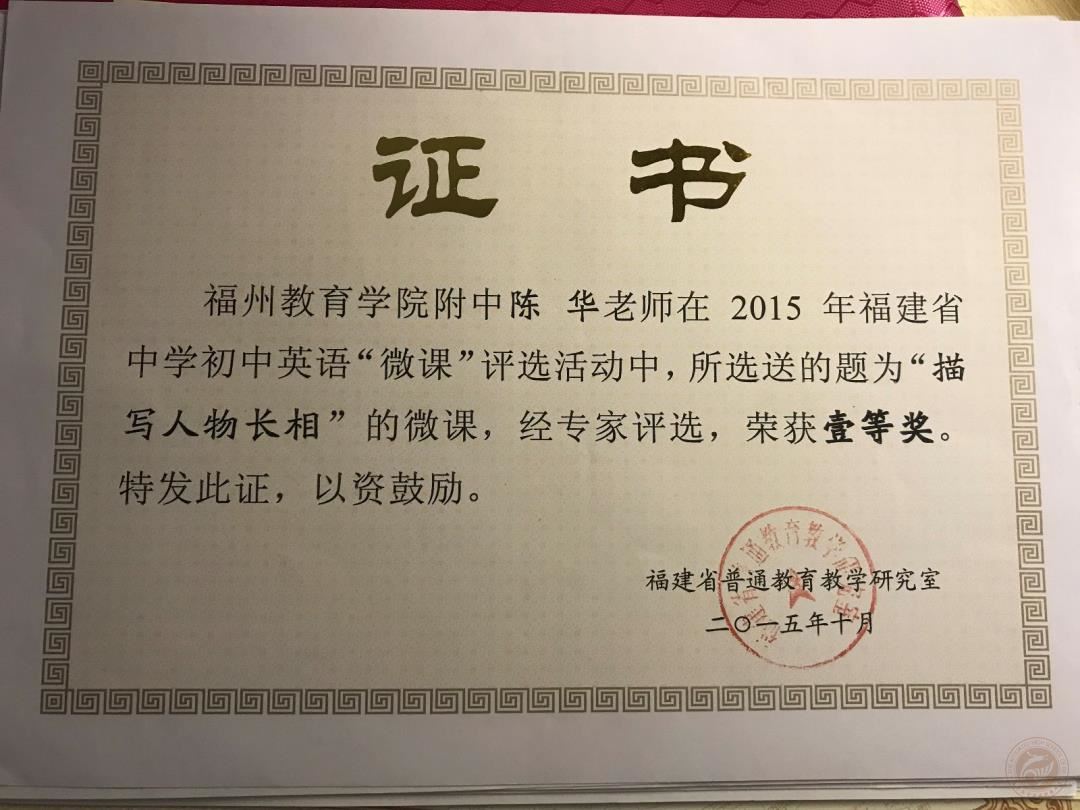 证 书
福州教育学院附中陈 华老师在 2015 年福建省
中学初中英语“微课”评选活动中，所选送的题为“描
写人物长相”的微课，经专家评选，荣获壹等奖。
特发此证，以资鼓励。
福建省普通教育教学研究室
二〇一五年十月